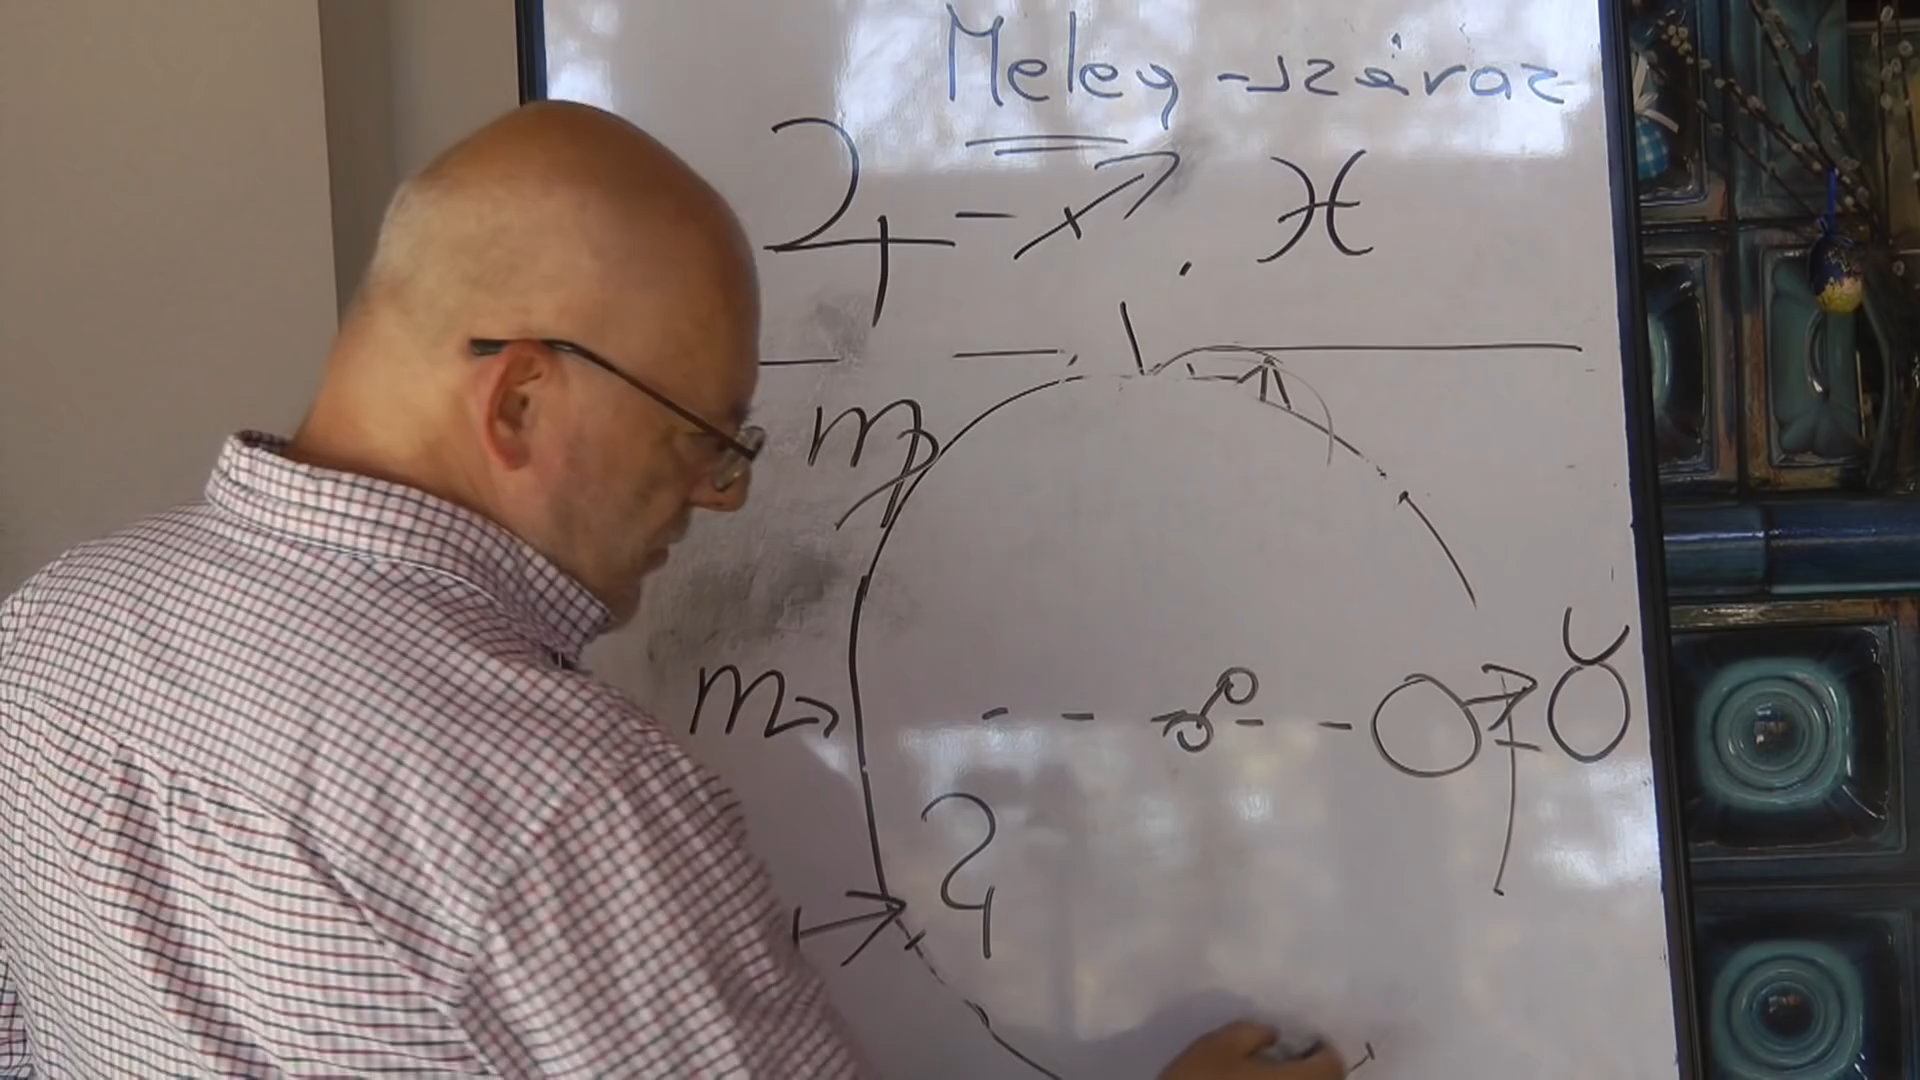 Meleg-száraz
♃ - ♐ . ♓
♍
♏ ☍ ♂ ♉
♃